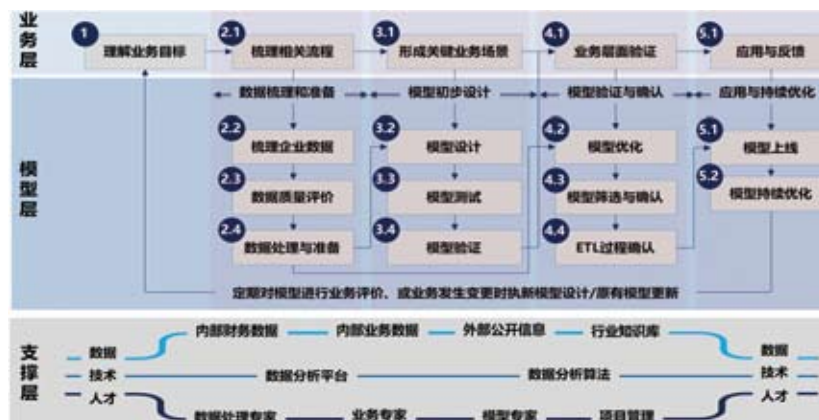 业务层
1 2.1 3.1 4.1 5.1
理解业务目标 梳理相关流程 形成关键业务场景 业务层面验证 应用与反馈
数据梳理和准备 模型初步设计 模型验证与确认 应用与持续优化
模型层
2.2 3.2 4.2 5.1
梳理企业数据 模型设计 模型优化 模型上线
2.3 3.3 4.3 5.2
数据质量评价 模型测试 模型筛选与确认 模型持续优化
2.4 3.4 4.4
数据处理与准备 模型验证 ETL过程确认
定期对模型进行业务评价、或业务发生变更时执新模型设计/原有模型更新
支撑层
内部财务数据 内部业务数据 外部公开信息 行业知识库
数据 数据
技术 数据分析平台 数据分析算法 技术
人才 人才
数据处理专家 业务专家 模型专家 项目管理